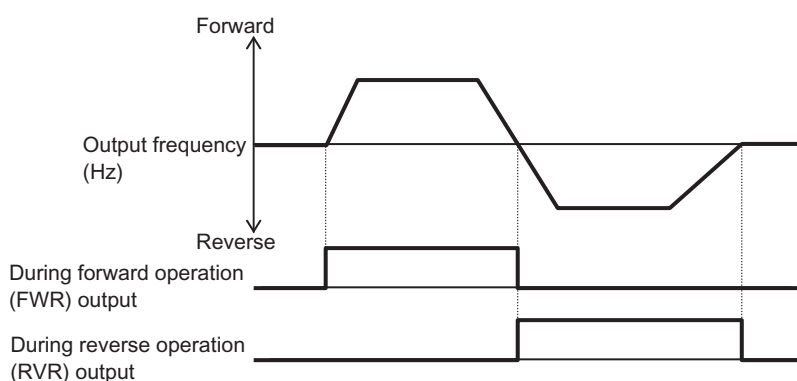 Forward
Output frequency
(Hz)
Reverse
During forward operation
(FWR) output
During reverse operation
(RVR) output